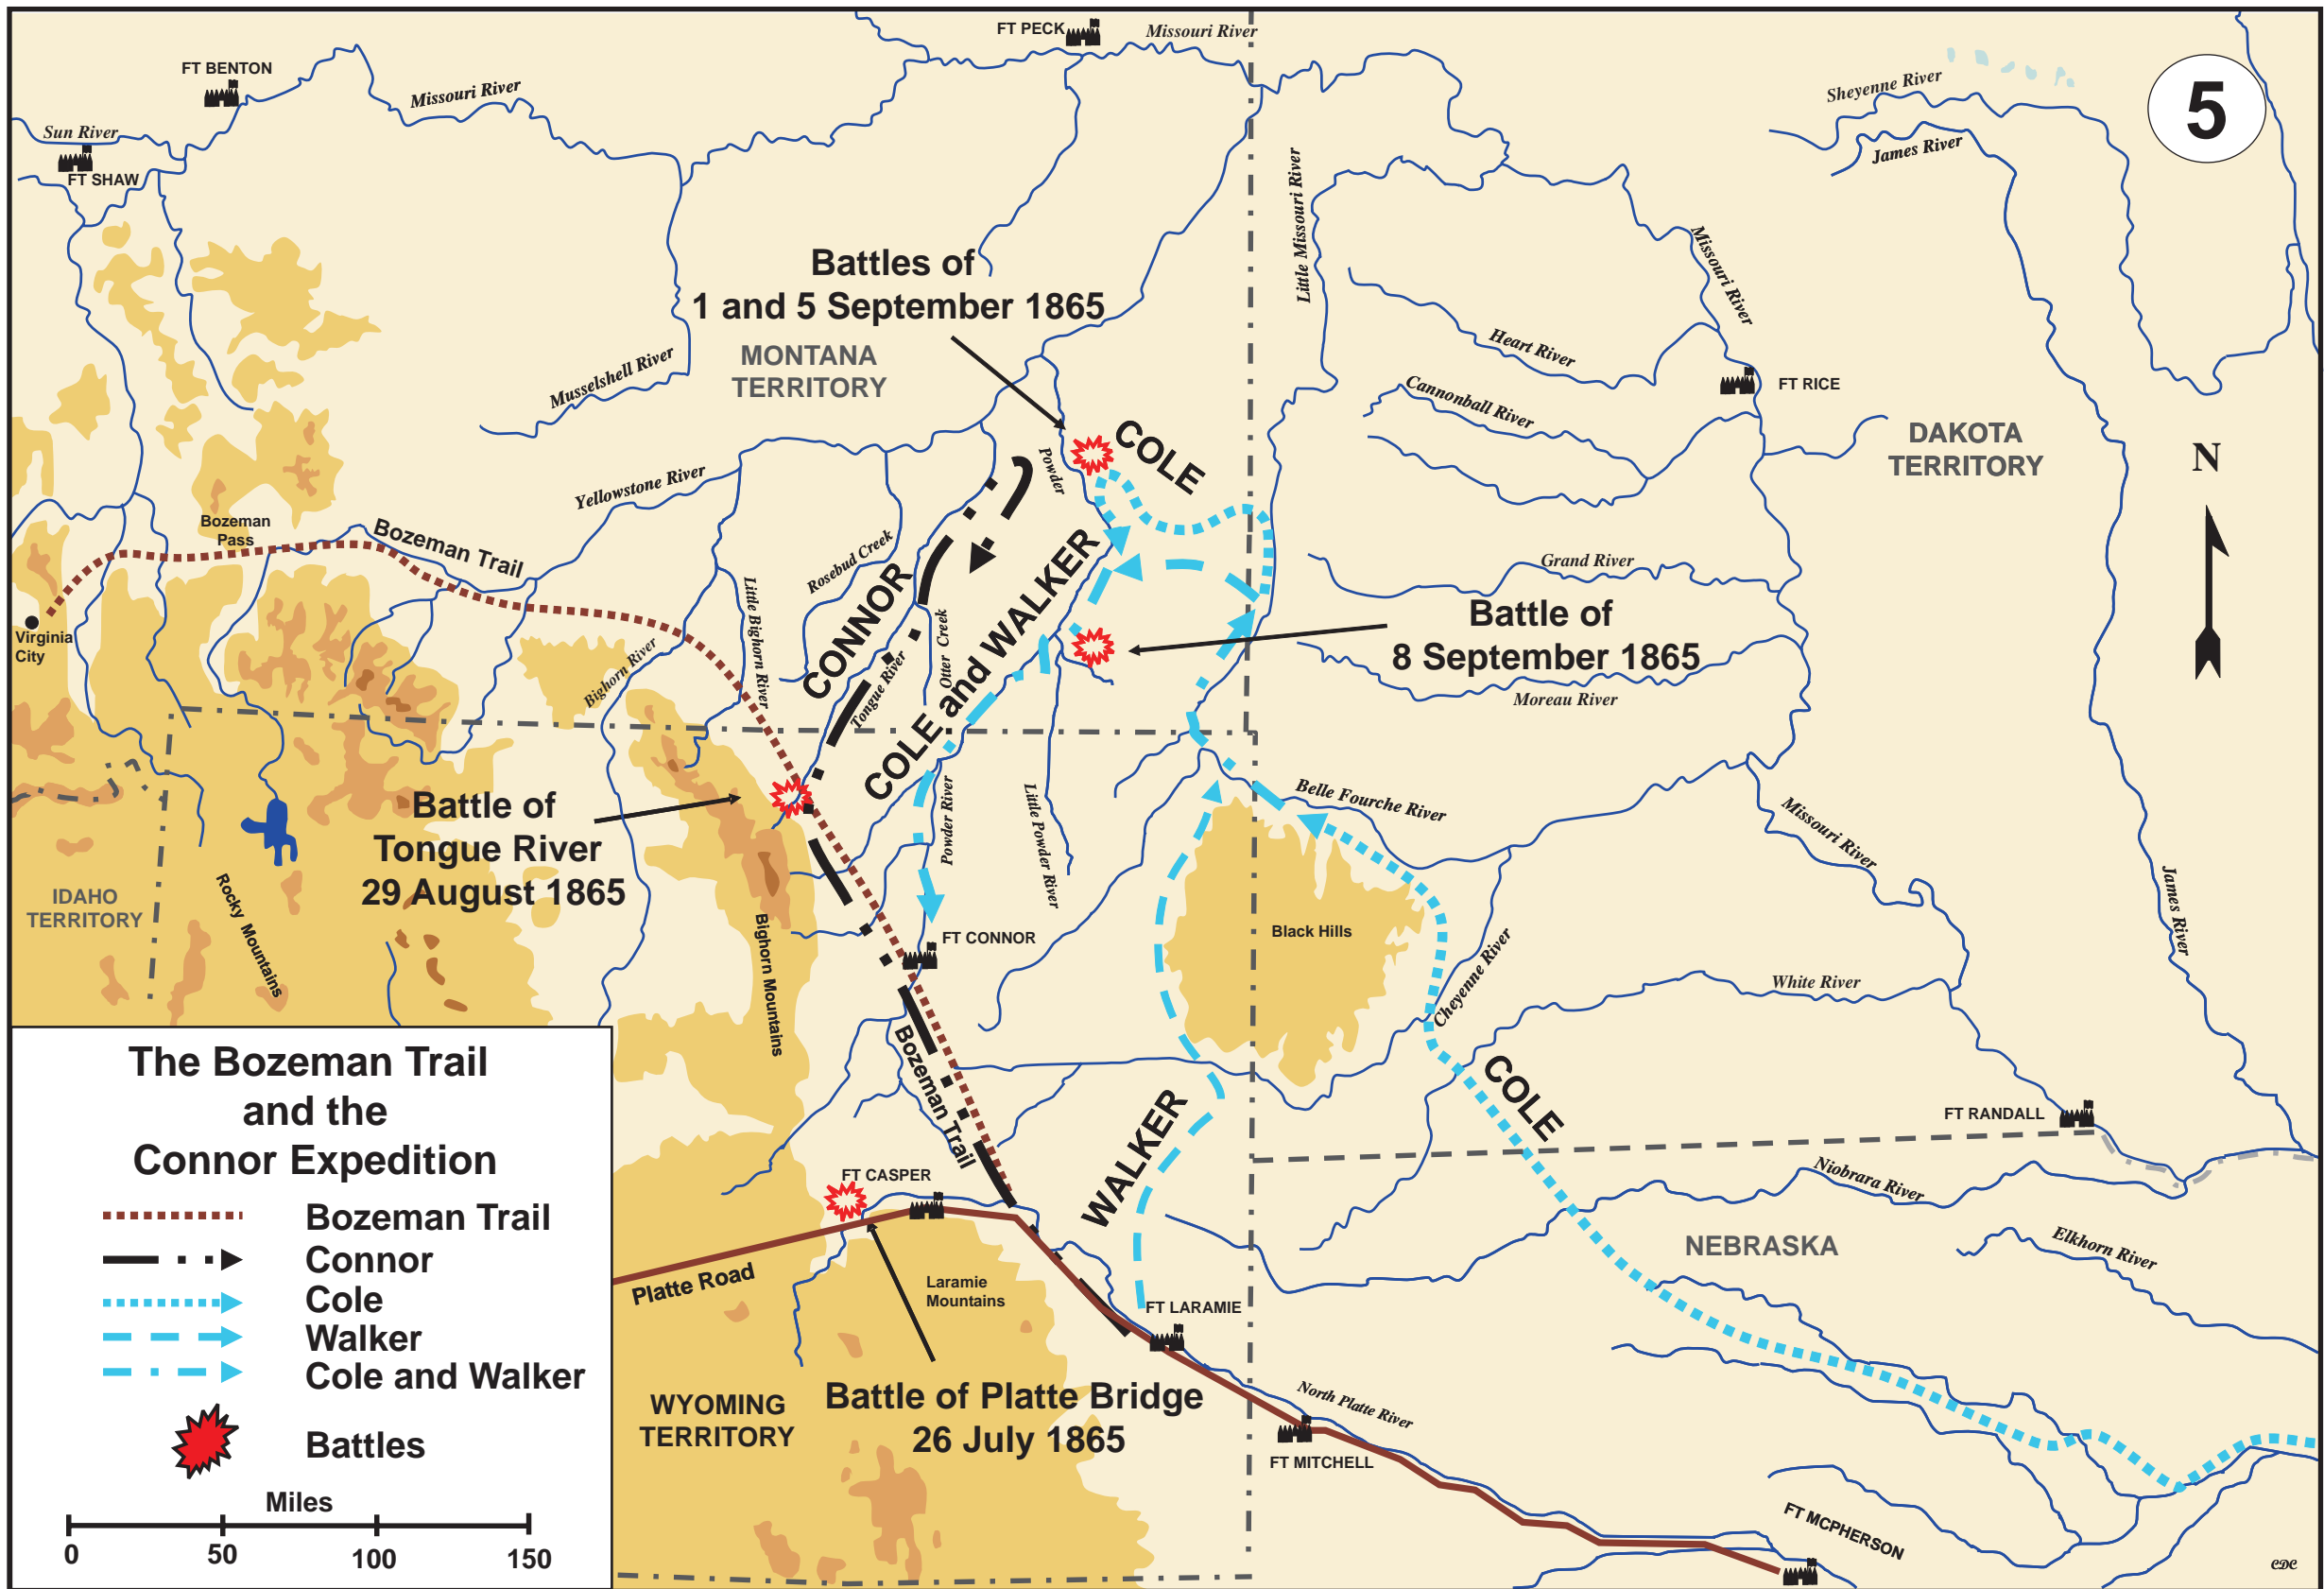 FT PECK
Missouri River
FT BENTON
Missouri River
Sheyenne River
5
Sun River
FT SHAW
James River
Little Missouri River
Missouri River
Battles of
1 and 5 September 1865
MONTANA
TERRITORY
Musselshell River
Heart River
FT RICE
Cannonball River
DAKOTA
TERRITORY
N
COLE
Powder
Yellowstone River
Bozeman
Pass
Bozeman Trail
Rosebud Creek
CONNOR
COLE and WALKER
Grand River
Virginia
City
Little Bighorn River
Bighorn River
Otter Creek
Tongue River
Battle of
8 September 1865
Moreau River
Battle of
Tongue River
29 August 1865
Powder River
Little Powder River
Belle Fourche River
Missouri River
IDAHO
TERRITORY
Rocky Mountains
Bighorn Mountains
FT CONNOR
Black Hills
Cheyenne River
White River
James River
Bozeman Trail
COLE
WALKER
FT RANDALL
FT CASPER
Niobrara River
NEBRASKA
Elkhorn River
Platte Road
Laramie
Mountains
FT LARAMIE
WYOMING
TERRITORY
Battle of Platte Bridge
26 July 1865
North Platte River
FT MITCHELL
FT MCPHERSON
CDC
The Bozeman Trail
and the
Connor Expedition
Bozeman Trail
Connor
Cole
Walker
Cole and Walker
Battles
Miles
0 50 100 150